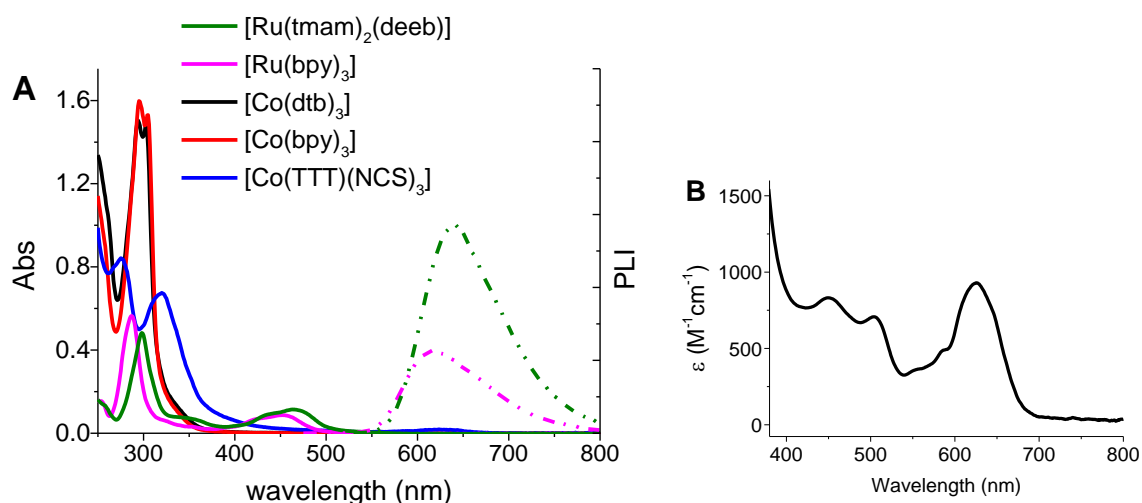 A
[Ru(tmam)₂(deeb)]
[Ru(bpy)₃]
[Co(dtb)₃]
[Co(bpy)₃]
[Co(TTT)(NCS)₃]
Abs
1.6
1.2
0.8
0.4
0.0
300 400 500 600 700 800
wavelength (nm)
PLI
B
ε (M⁻¹cm⁻¹)
1500
1000
500
0
400 500 600 700 800
Wavelength (nm)